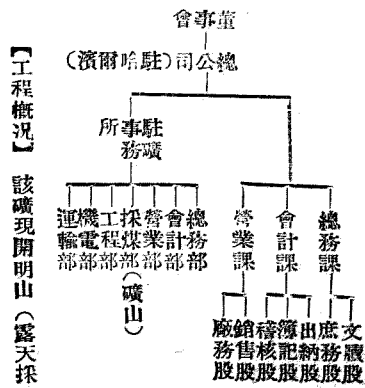 董事會
總公司（駐哈爾濱）
駐礦事務所
總務課
會計課
營業課
文牘股
庶務股
出納股
簿記股
稽核股
銷售股
廠務股
總務部
會計部
營業部
採煤部（礦山）
工程部
機電部
運輸部
【工程概況】　該礦現開明山（露天採